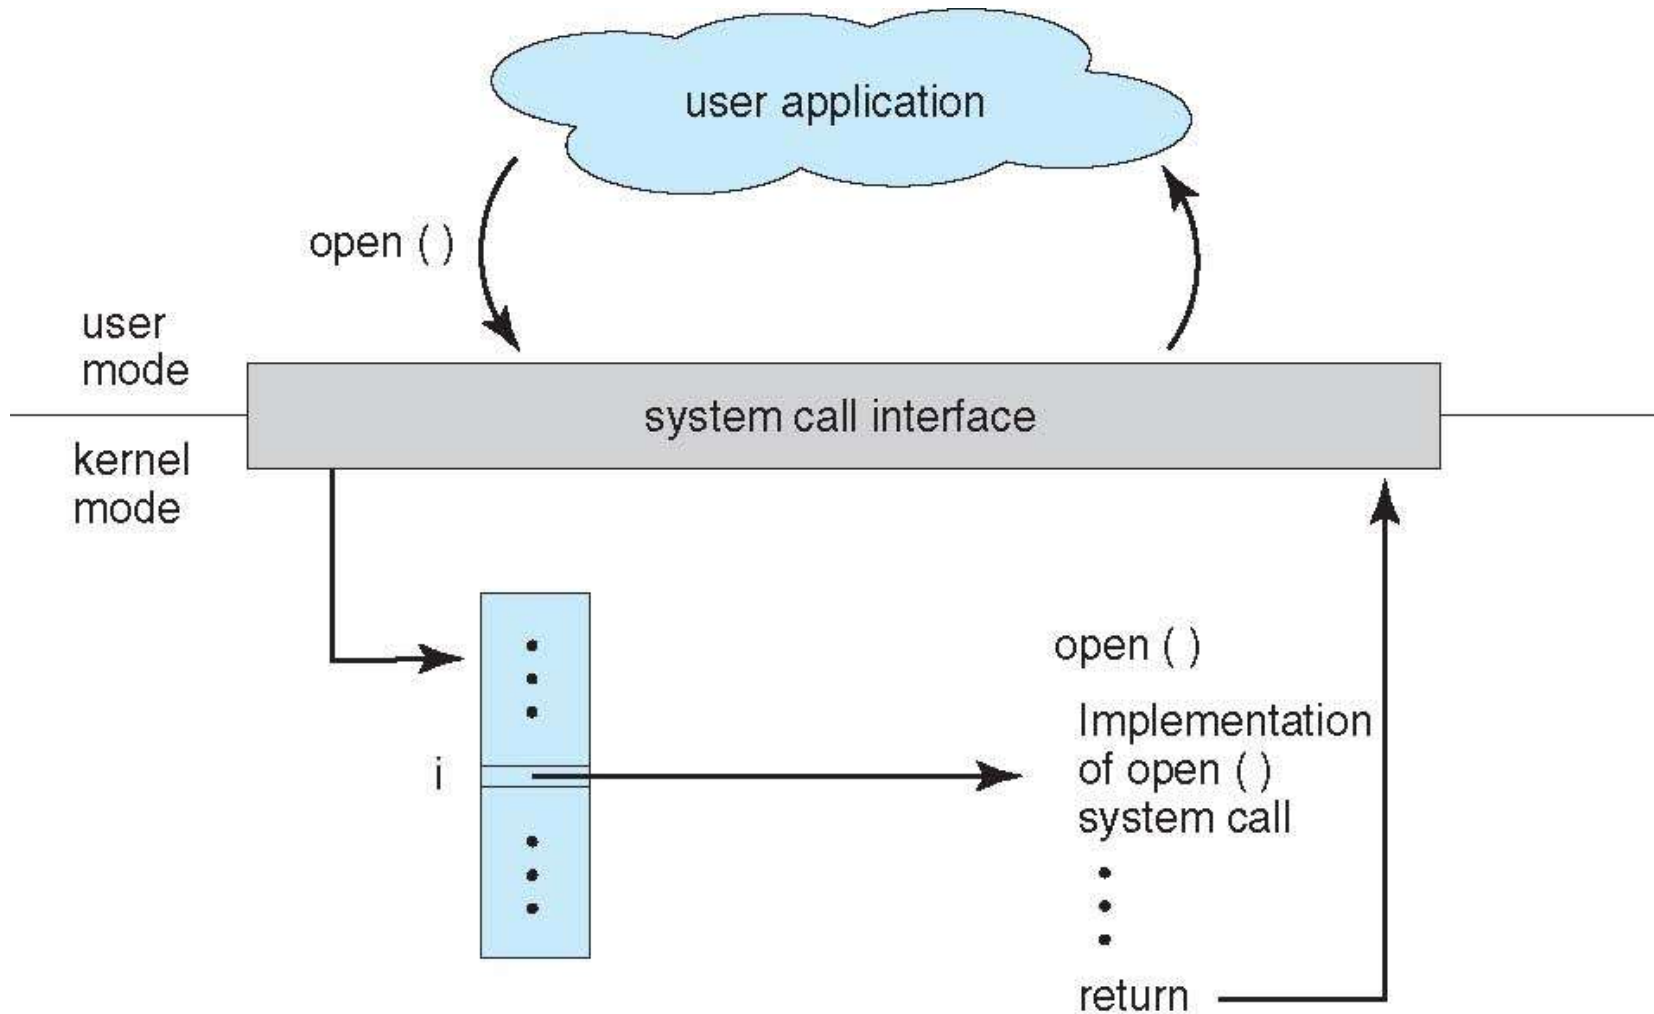 user application
open ( )
user
mode
system call interface
kernel
mode
open ( )
Implementation
of open ( )
system call
i
return